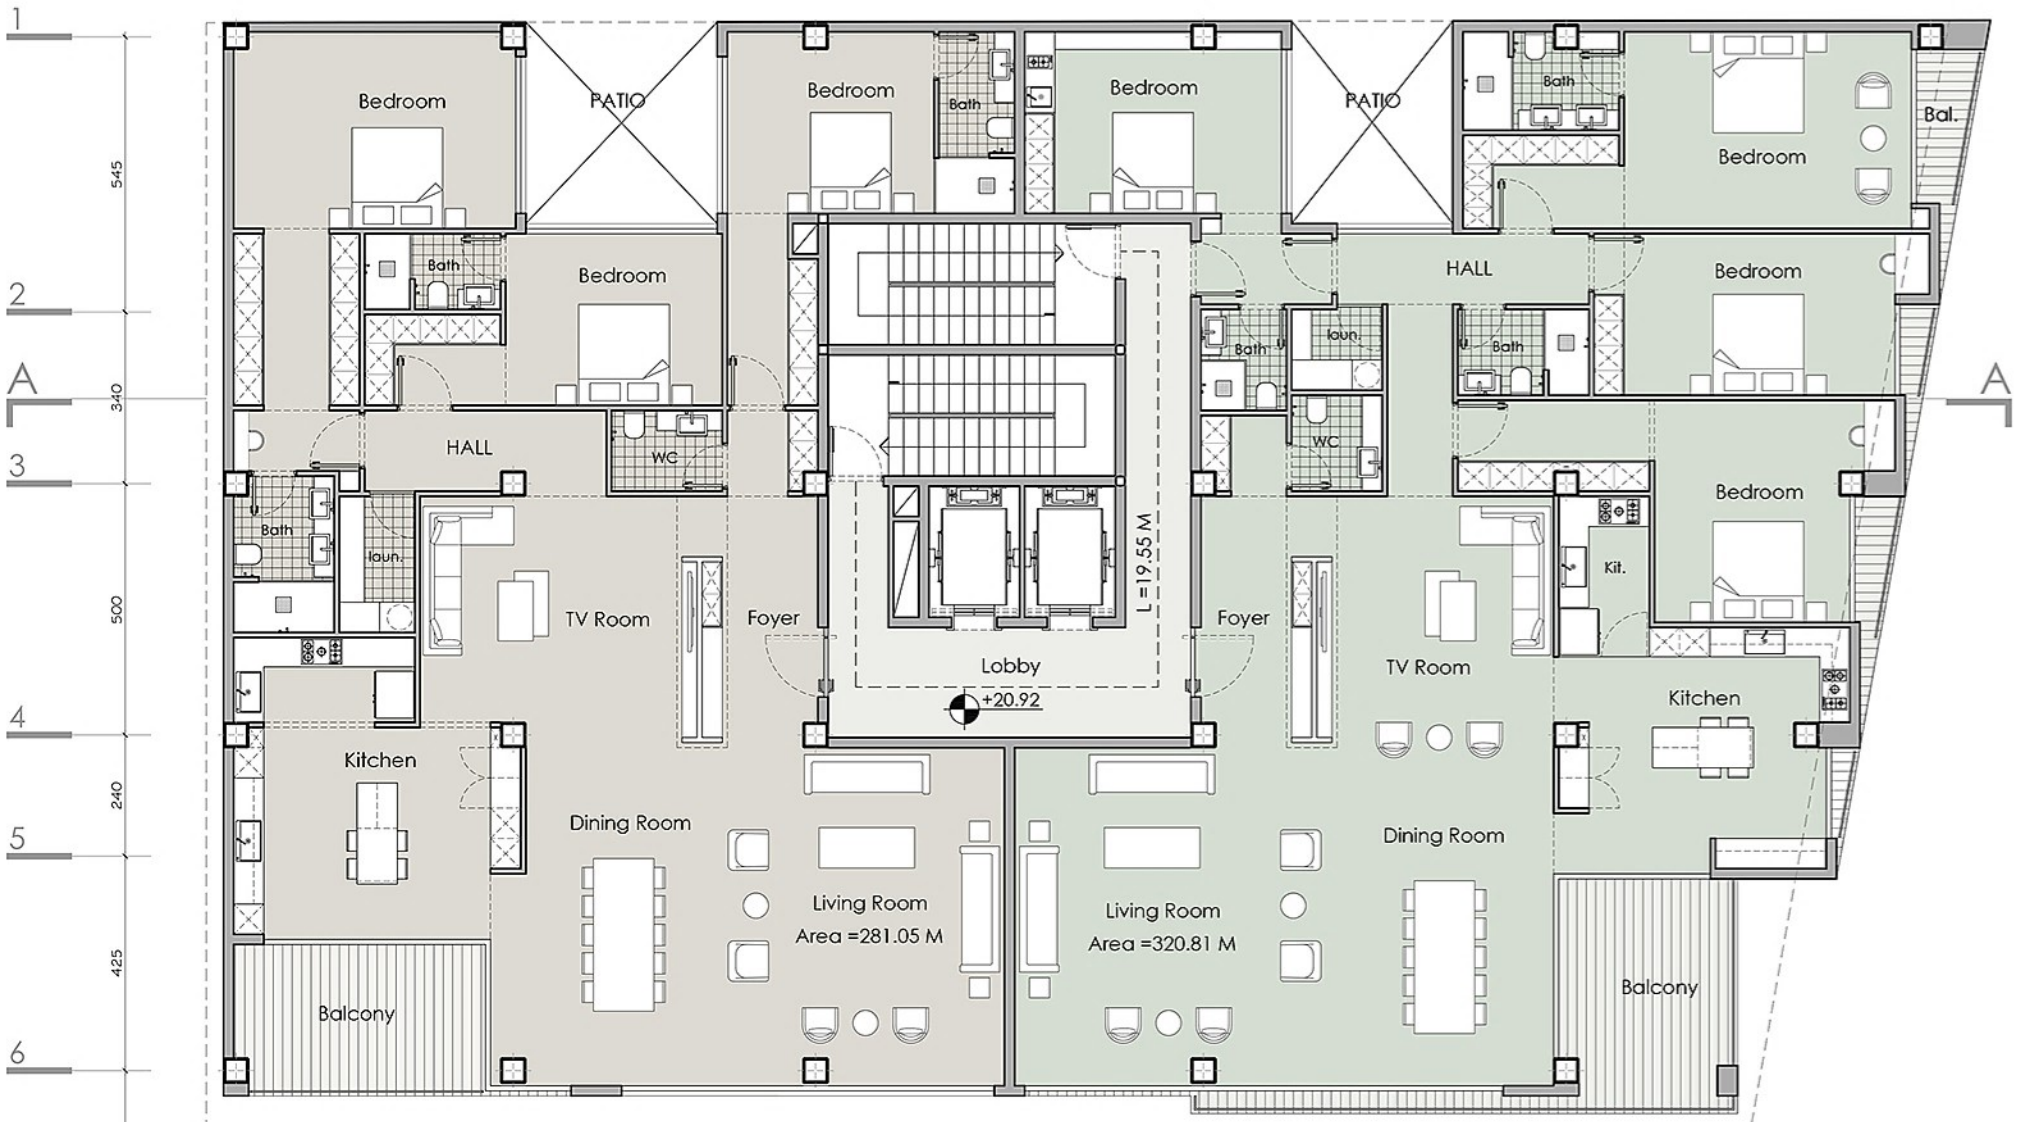 1
Bedroom
PATIO
Bedroom
Bath
Bedroom
PATIO
Bath
Bedroom
Bal.
545
2
Bath
Bedroom
HALL
Bedroom
Bath
laun.
Bath
A
340
A
3
HALL
WC
WC
Bedroom
Bath
laun.
L=19.55 M
Kit.
500
TV Room
Foyer
Lobby
+20.92
Foyer
TV Room
Kitchen
4
Kitchen
240
Dining Room
Dining Room
5
Living Room
Area =281.05 M
Living Room
Area =320.81 M
425
Balcony
Balcony
6